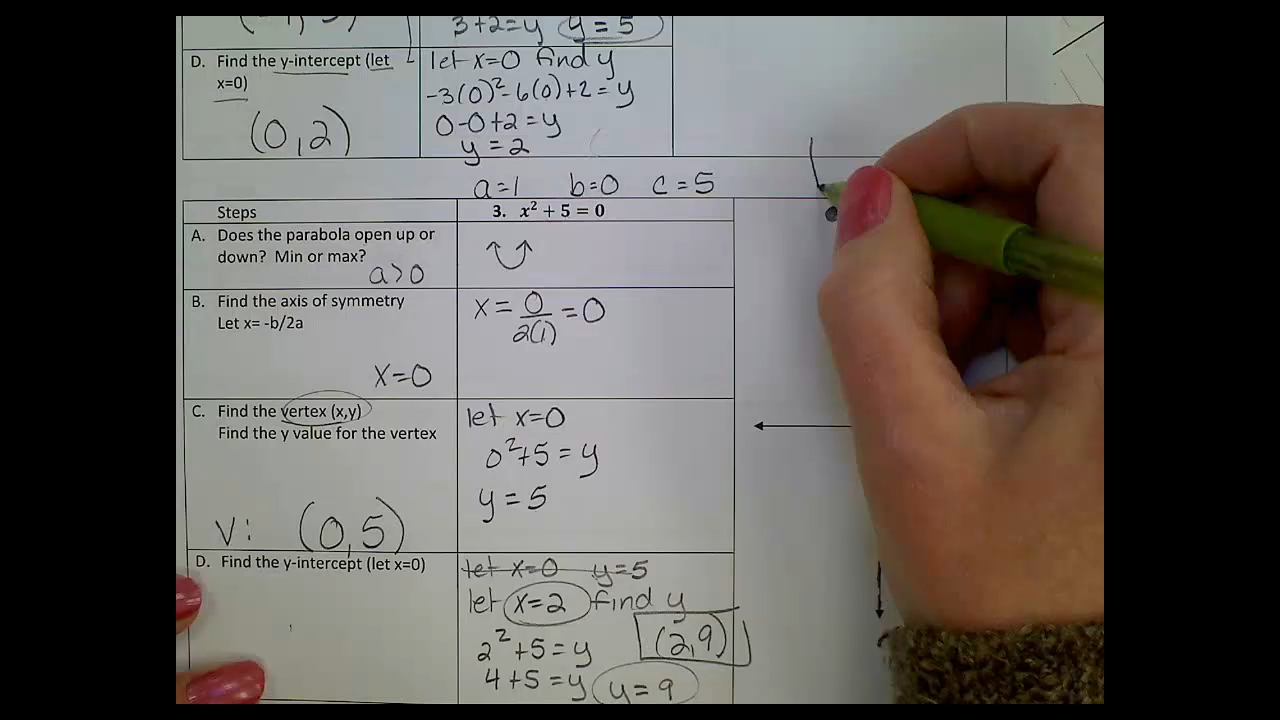 3+2=y y=5
D. Find the y-intercept (let x=0)
(0,2)
let x=0 find y
-3(0)²-6(0)+2=y
0-0+2=y
y=2
a=1 b=0 c=5
Steps
3. x² + 5 = 0
A. Does the parabola open up or
down? Min or max?
a>0
B. Find the axis of symmetry
Let x= -b/2a
x=0
x=0/2(1)=0
C. Find the vertex (x,y)
Find the y value for the vertex
V: (0,5)
let x=0
0²+5=y
y=5
D. Find the y-intercept (let x=0)
let x=0 y=5
let x=2 find y
2²+5=y
(2,9)
4+5=y y=9